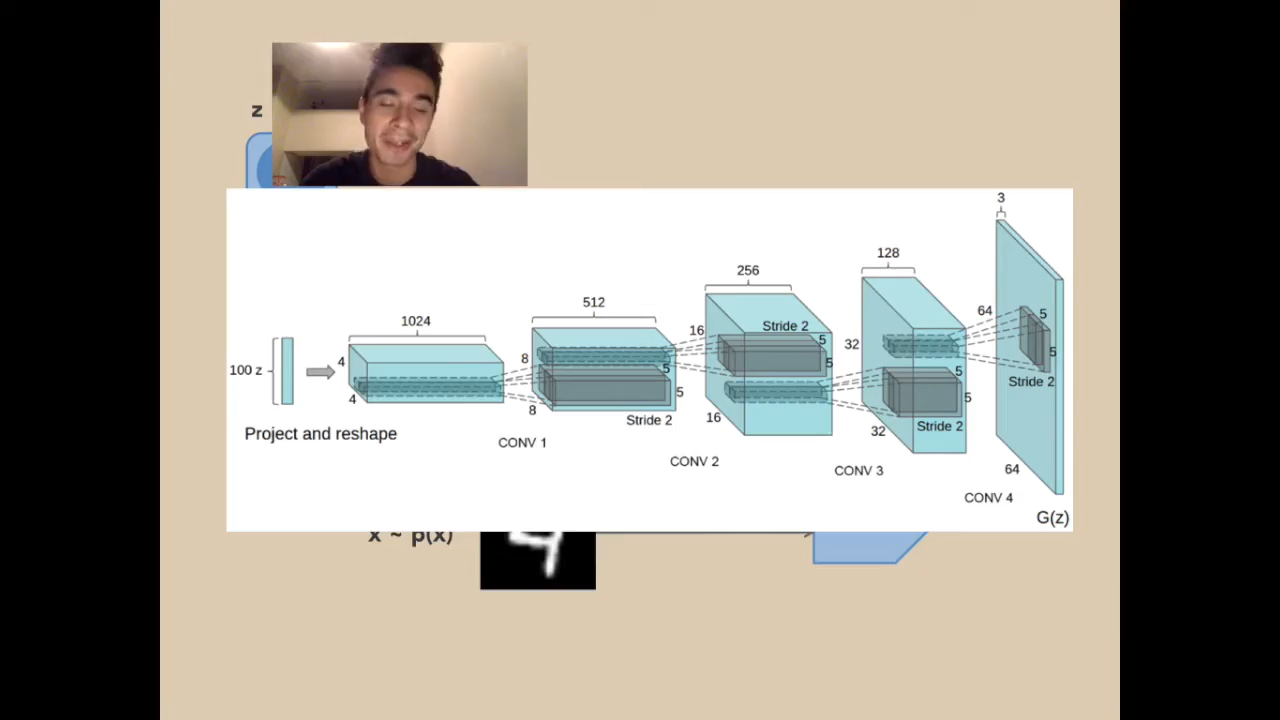 z
3
128
64
5
256
512
16
Stride 2
5
32
5
1024
5
Stride 2
4
8
5
5
100 z
5
5
4
8
Stride 2
16
32
Stride 2
Project and reshape
CONV 1
CONV 2
CONV 3
64
CONV 4
G(z)
x ~ p(x)